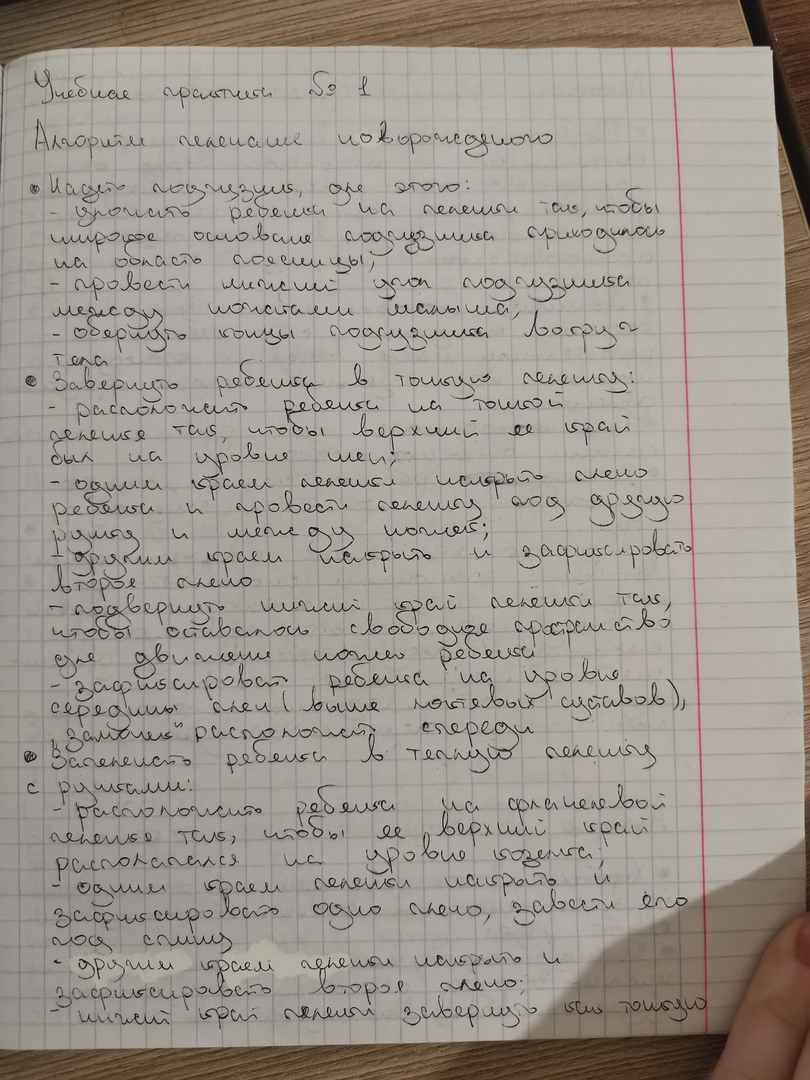 Учебная практика № 1
Алгоритм пеленание новорожденого
• Надеть подгузник, для этого:
- уложить ребенка на пеленки так, чтобы
широкое основание подгузника приходилось
на область поясницы;
- провести нижний угол подгузника
между ножками малыша;
- обернуть концы подгузника вокруг
тела
• Завернуть ребёнка в тонкую пеленку:
- расположить ребенка на тонкой
пеленке так, чтобы верхний ее край
был на уровне шеи;
- одним краем пеленки накрыть плечо
ребенка и провести пеленку под другую
ручку и между ножек;
- другим краем накрыть и зафиксировать
второе плечо
- подвернуть нижний край пеленки так,
чтобы оставалось свободное пространство
для движения ножек ребенка
- зафиксировать ребенка на уровне
середины плеч (выше локтевых суставов),
„замочек" расположить спереди
• Запеленать ребенка в теплую пеленку
с ручками:
- расположить ребенка на фланелевой
пеленке так, чтобы ее верхний край
располагался на уровне козелка;
- одним краем пеленки накрыть и
зафиксировать одно плечо, завести его
под спину
- другим краем пеленки накрыть и
зафиксировать второе плечо;
- нижний край пеленки завернуть как тонкую